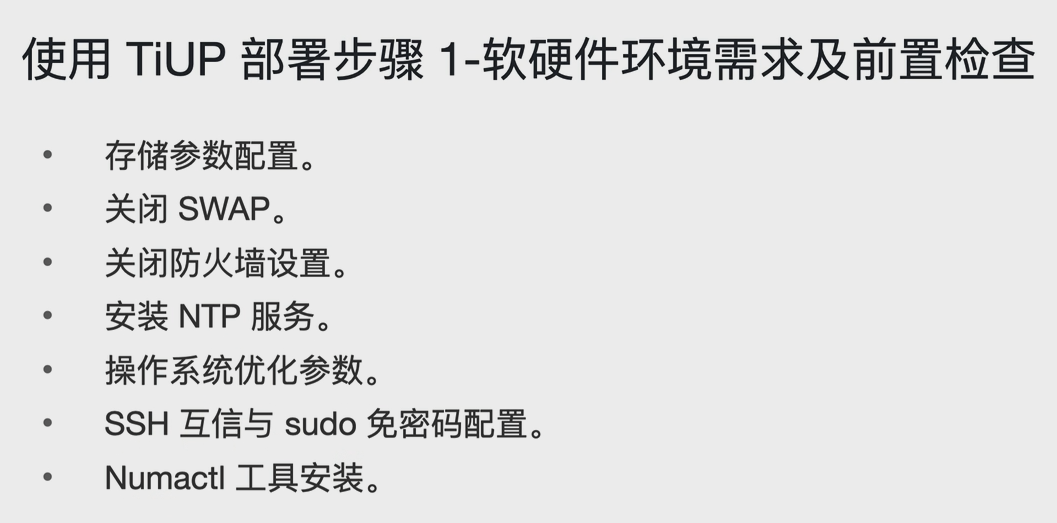 使用 TiUP 部署步骤 1-软硬件环境需求及前置检查
• 存储参数配置。
• 关闭 SWAP。
• 关闭防火墙设置。
• 安装 NTP 服务。
• 操作系统优化参数。
• SSH 互信与 sudo 免密码配置。
• Numactl 工具安装。